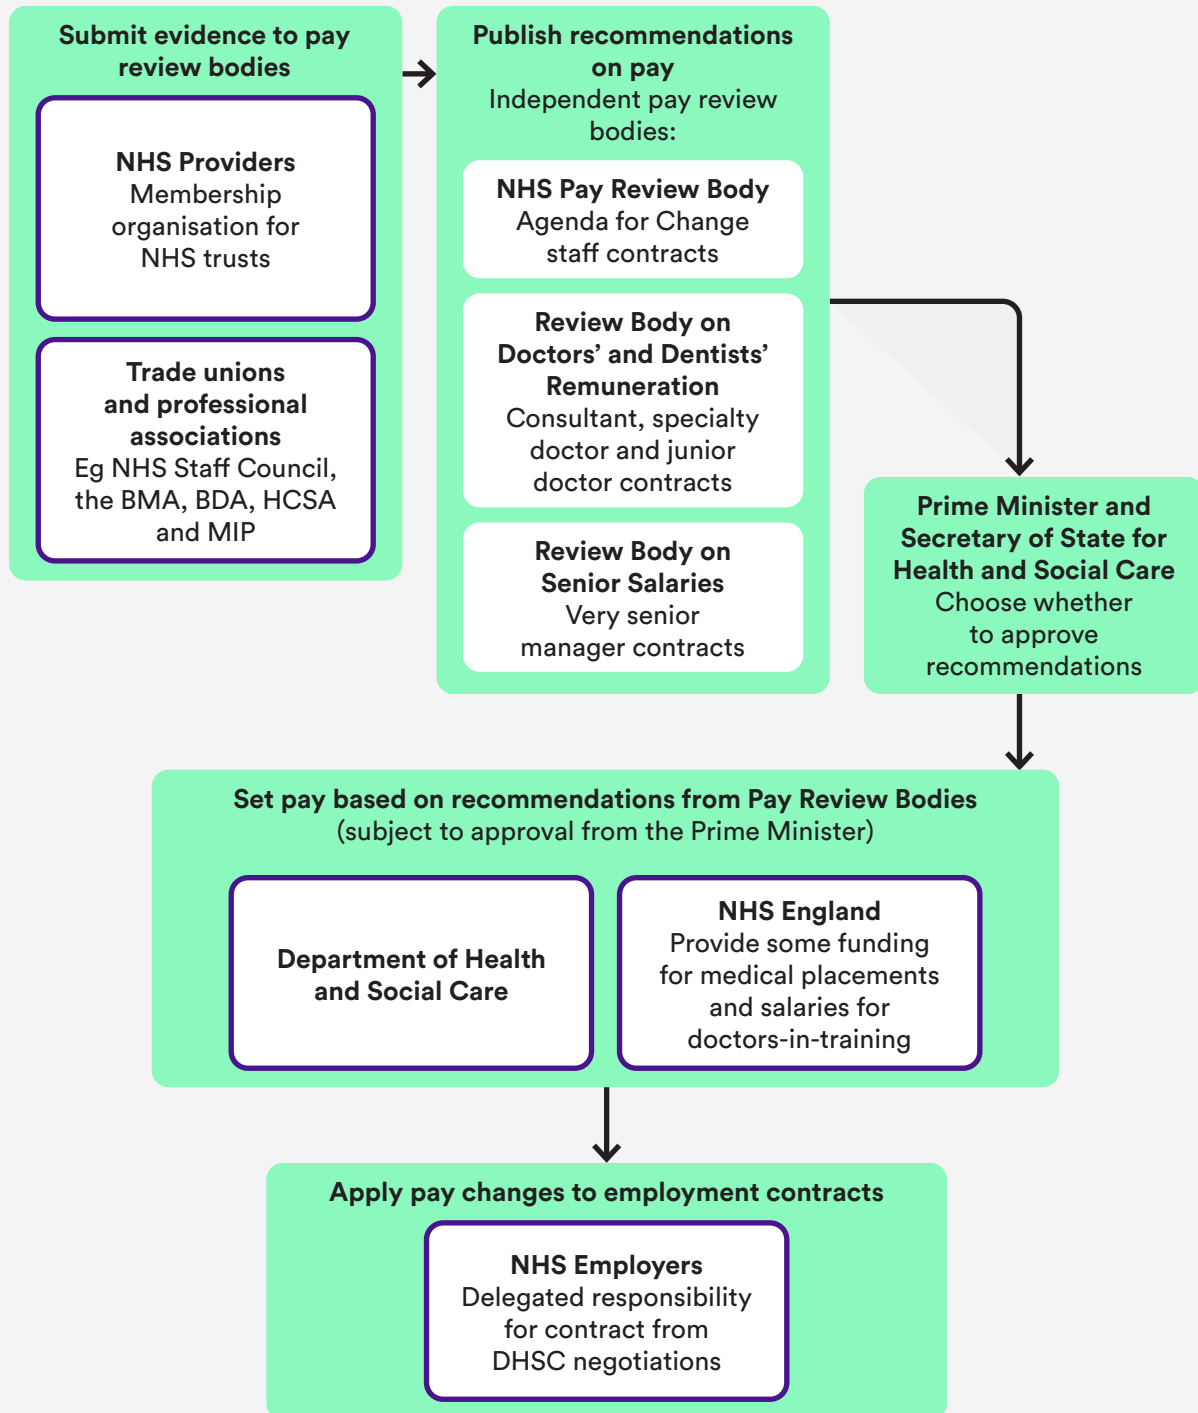 Submit evidence to pay
review bodies
NHS Providers
Membership
organisation for
NHS trusts
Trade unions
and professional
associations
Eg NHS Staff Council,
the BMA, BDA, HCSA
and MIP
Publish recommendations
on pay
Independent pay review
bodies:
NHS Pay Review Body
Agenda for Change
staff contracts
Review Body on
Doctors’ and Dentists’
Remuneration
Consultant, specialty
doctor and junior
doctor contracts
Review Body on
Senior Salaries
Very senior
manager contracts
Prime Minister and
Secretary of State for
Health and Social Care
Choose whether
to approve
recommendations
Set pay based on recommendations from Pay Review Bodies
(subject to approval from the Prime Minister)
Department of Health
and Social Care
NHS England
Provide some funding
for medical placements
and salaries for
doctors-in-training
Apply pay changes to employment contracts
NHS Employers
Delegated responsibility
for contract from
DHSC negotiations